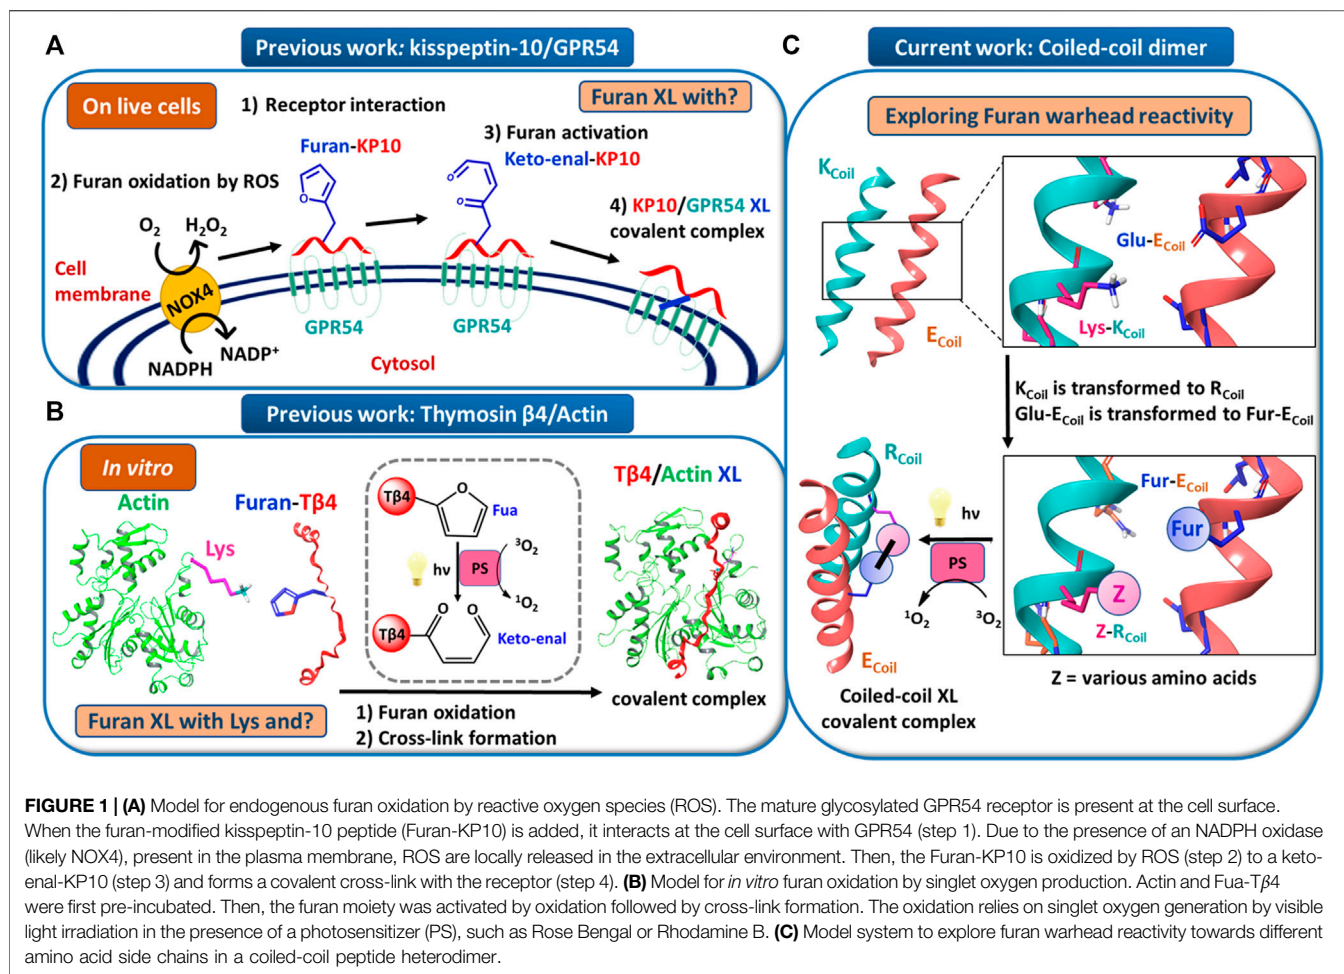 A
Previous work: kisspeptin-10/GPR54
On live cells
1) Receptor interaction
Furan XL with?
Furan-KP10
3) Furan activation
Keto-enal-KP10
2) Furan oxidation by ROS
O
O
O
4) KP10/GPR54 XL
covalent complex
O₂
H₂O₂
Cell
membrane
NOX4
GPR54
GPR54
NADP⁺
NADPH
Cytosol
B
Previous work: Thymosin β4/Actin
In vitro
Actin
Furan-Tβ4
Lys
Tβ4
O
Fua
hν
PS
³O₂
¹O₂
O
O
Tβ4
Keto-enal
Tβ4/Actin XL
covalent complex
Furan XL with Lys and?
1) Furan oxidation
2) Cross-link formation
C
Current work: Coiled-coil dimer
Exploring Furan warhead reactivity
K_Coil
E_Coil
Glu-E_Coil
Lys-K_Coil
K_Coil is transformed to R_Coil
Glu-E_Coil is transformed to Fur-E_Coil
R_Coil
E_Coil
hν
PS
¹O₂
³O₂
Fur-E_Coil
Fur
Z
Z-R_Coil
Coiled-coil XL
covalent complex
Z = various amino acids
FIGURE 1 | (A) Model for endogenous furan oxidation by reactive oxygen species (ROS). The mature glycosylated GPR54 receptor is present at the cell surface.
When the furan-modified kisspeptin-10 peptide (Furan-KP10) is added, it interacts at the cell surface with GPR54 (step 1). Due to the presence of an NADPH oxidase
(likely NOX4), present in the plasma membrane, ROS are locally released in the extracellular environment. Then, the Furan-KP10 is oxidized by ROS (step 2) to a keto-
enal-KP10 (step 3) and forms a covalent cross-link with the receptor (step 4). (B) Model for in vitro furan oxidation by singlet oxygen production. Actin and Fua-Tβ4
were first pre-incubated. Then, the furan moiety was activated by oxidation followed by cross-link formation. The oxidation relies on singlet oxygen generation by visible
light irradiation in the presence of a photosensitizer (PS), such as Rose Bengal or Rhodamine B. (C) Model system to explore furan warhead reactivity towards different
amino acid side chains in a coiled-coil peptide heterodimer.